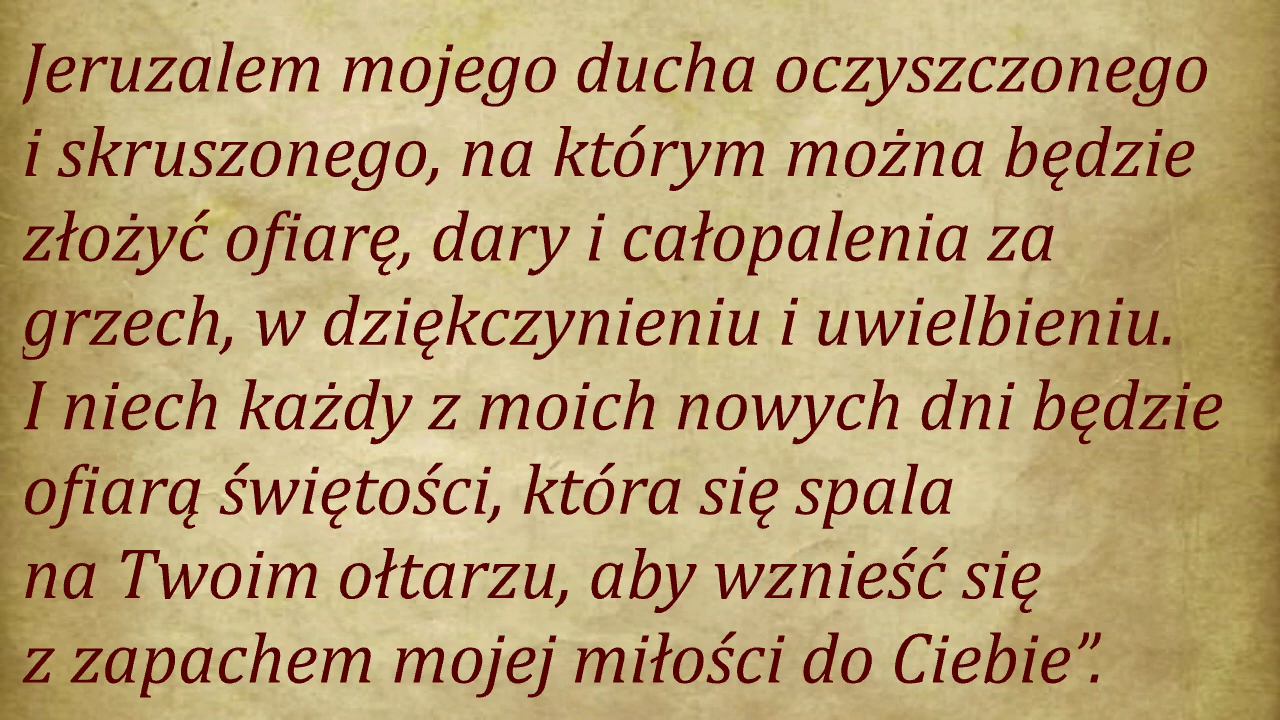 Jeruzalem mojego ducha oczyszczonego
i skruszonego, na którym można będzie
złożyć ofiarę, dary i całopalenia za
grzech, w dziękczynieniu i uwielbieniu.
I niech każdy z moich nowych dni będzie
ofiarą świętości, która się spala
na Twoim ołtarzu, aby wznieść się
z zapachem mojej miłości do Ciebie”.